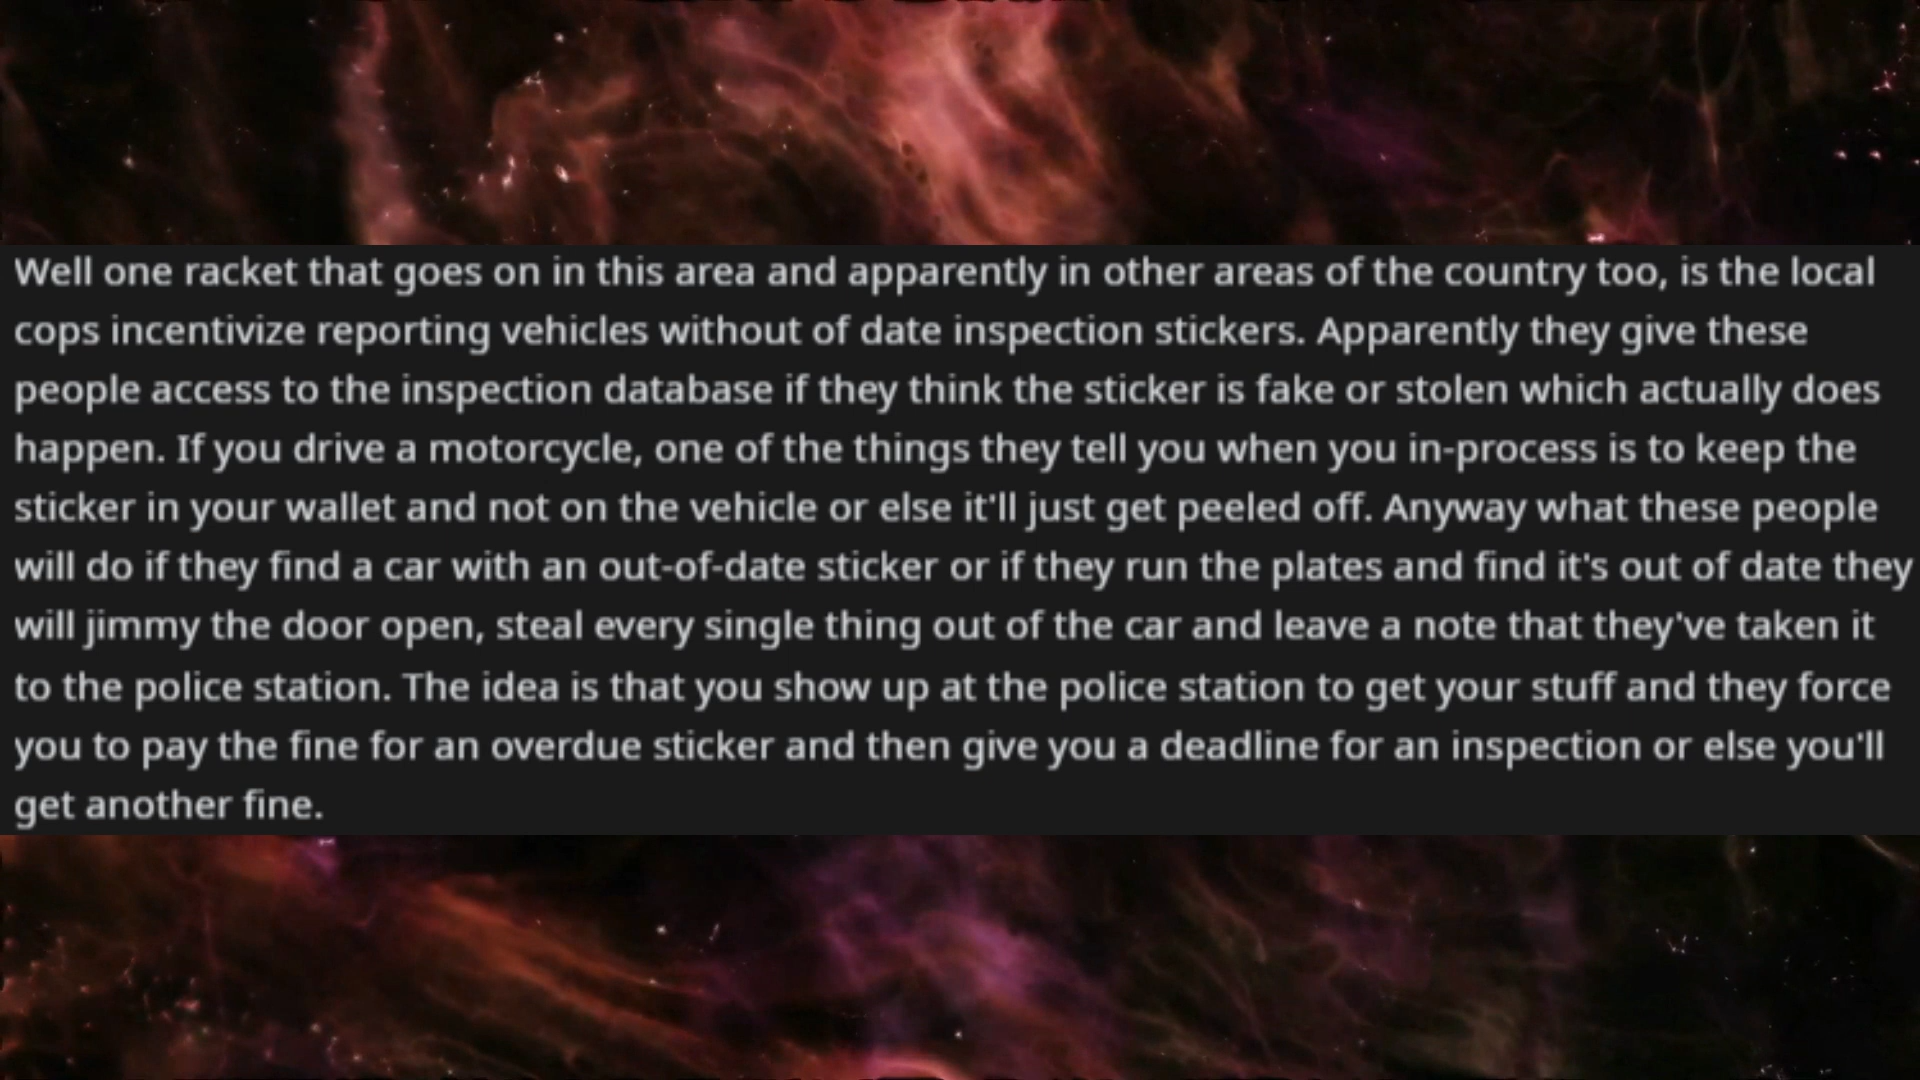 Well one racket that goes on in this area and apparently in other areas of the country too, is the local
cops incentivize reporting vehicles without of date inspection stickers. Apparently they give these
people access to the inspection database if they think the sticker is fake or stolen which actually does
happen. If you drive a motorcycle, one of the things they tell you when you in-process is to keep the
sticker in your wallet and not on the vehicle or else it'll just get peeled off. Anyway what these people
will do if they find a car with an out-of-date sticker or if they run the plates and find it's out of date they
will jimmy the door open, steal every single thing out of the car and leave a note that they've taken it
to the police station. The idea is that you show up at the police station to get your stuff and they force
you to pay the fine for an overdue sticker and then give you a deadline for an inspection or else you'll
get another fine.